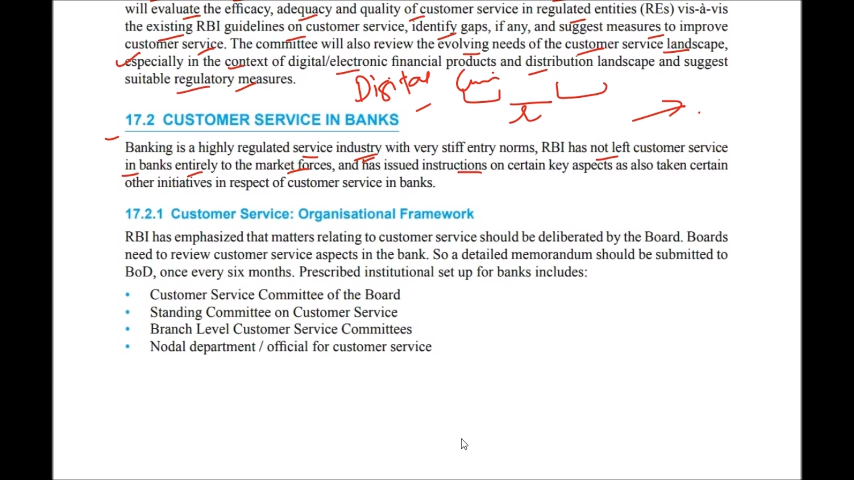 will evaluate the efficacy, adequacy and quality of customer service in regulated entities (REs) vis-à-vis
the existing RBI guidelines on customer service, identify gaps, if any, and suggest measures to improve
customer service. The committee will also review the evolving needs of the customer service landscape,
especially in the context of digital/electronic financial products and distribution landscape and suggest
suitable regulatory measures.
Digital
17.2 CUSTOMER SERVICE IN BANKS
Banking is a highly regulated service industry with very stiff entry norms, RBI has not left customer service
in banks entirely to the market forces, and has issued instructions on certain key aspects as also taken certain
other initiatives in respect of customer service in banks.
17.2.1 Customer Service: Organisational Framework
RBI has emphasized that matters relating to customer service should be deliberated by the Board. Boards
need to review customer service aspects in the bank. So a detailed memorandum should be submitted to
BoD, once every six months. Prescribed institutional set up for banks includes:
• Customer Service Committee of the Board
• Standing Committee on Customer Service
• Branch Level Customer Service Committees
• Nodal department / official for customer service